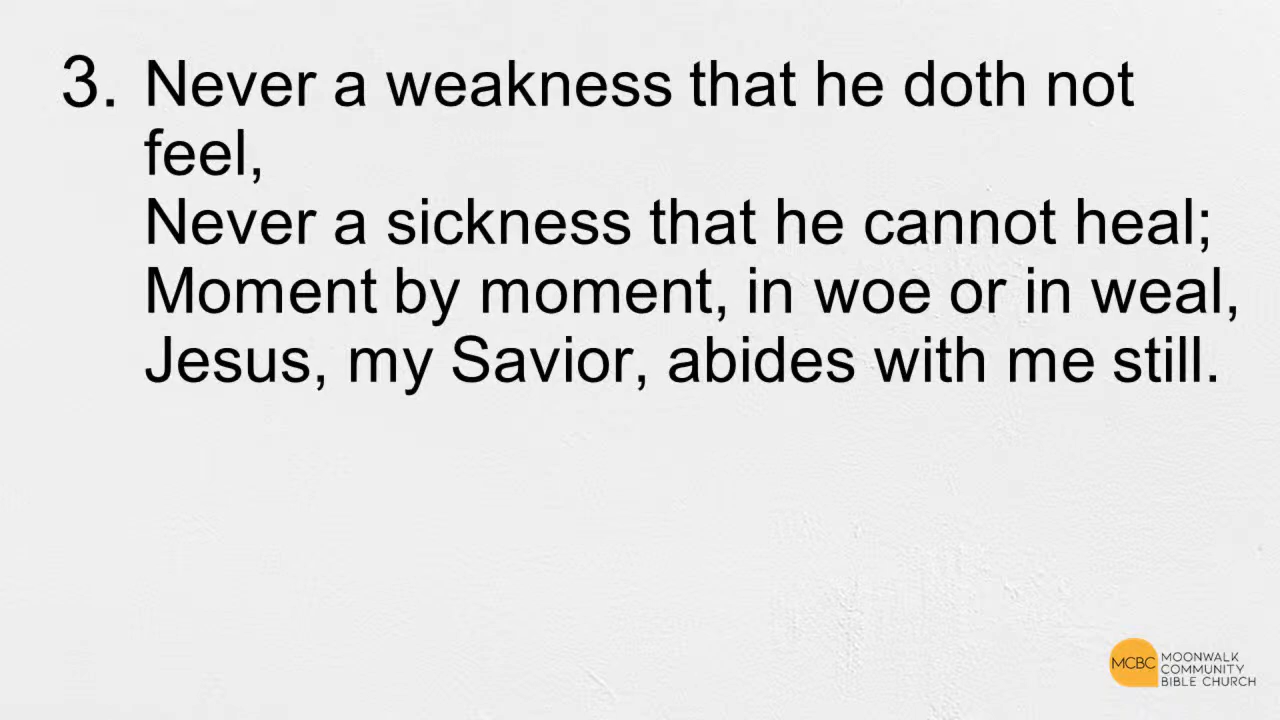 3. Never a weakness that he doth not
feel,
Never a sickness that he cannot heal;
Moment by moment, in woe or in weal,
Jesus, my Savior, abides with me still.
MCBC
MOONWALK
COMMUNITY
BIBLE CHURCH